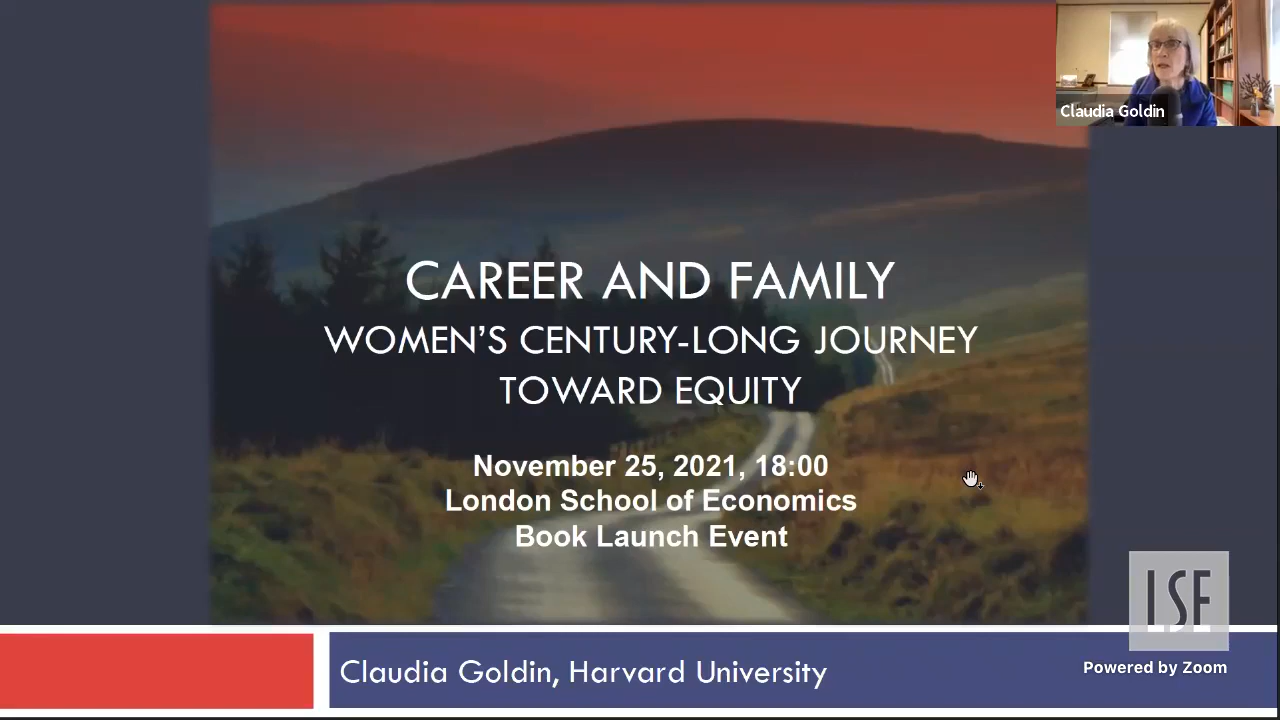 Claudia Goldin
CAREER AND FAMILY
WOMEN’S CENTURY-LONG JOURNEY
TOWARD EQUITY
November 25, 2021, 18:00
London School of Economics
Book Launch Event
LSE
Claudia Goldin, Harvard University
Powered by Zoom